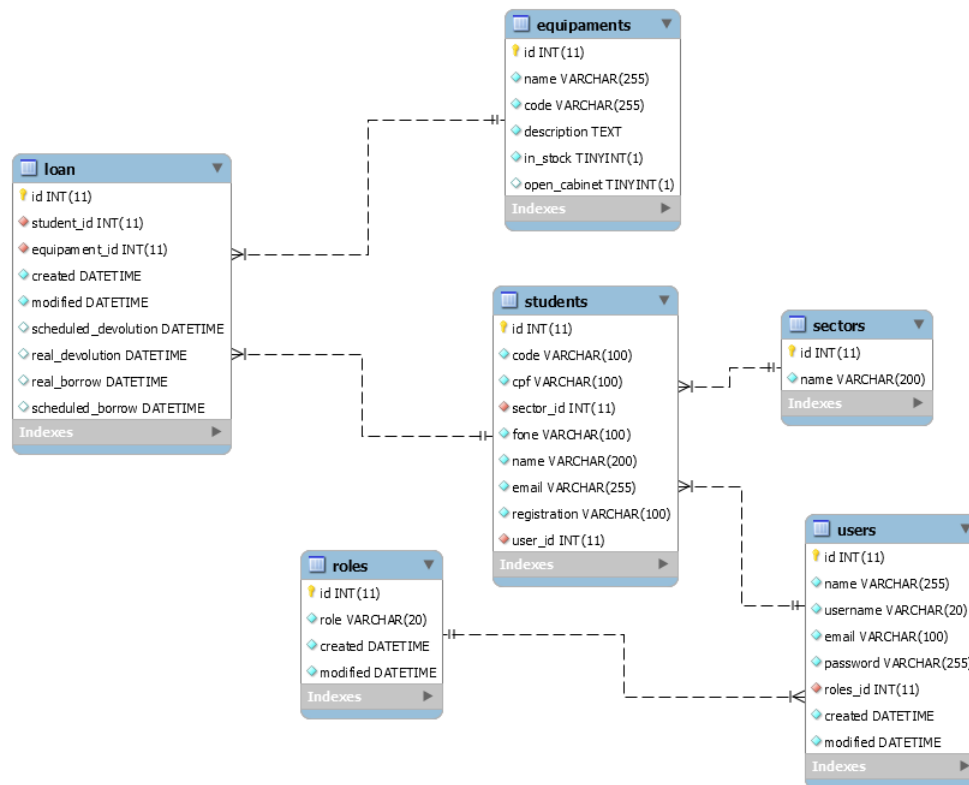 equipaments
id INT(11)
name VARCHAR(255)
code VARCHAR(255)
description TEXT
in_stock TINYINT(1)
open_cabinet TINYINT(1)
Indexes
loan
id INT(11)
student_id INT(11)
equipament_id INT(11)
created DATETIME
modified DATETIME
scheduled_devolution DATETIME
real_devolution DATETIME
real_borrow DATETIME
scheduled_borrow DATETIME
Indexes
students
id INT(11)
code VARCHAR(100)
cpf VARCHAR(100)
sector_id INT(11)
fone VARCHAR(100)
name VARCHAR(200)
email VARCHAR(255)
registration VARCHAR(100)
user_id INT(11)
Indexes
sectors
id INT(11)
name VARCHAR(200)
Indexes
roles
id INT(11)
role VARCHAR(20)
created DATETIME
modified DATETIME
Indexes
users
id INT(11)
name VARCHAR(255)
username VARCHAR(20)
email VARCHAR(100)
password VARCHAR(255)
roles_id INT(11)
created DATETIME
modified DATETIME
Indexes